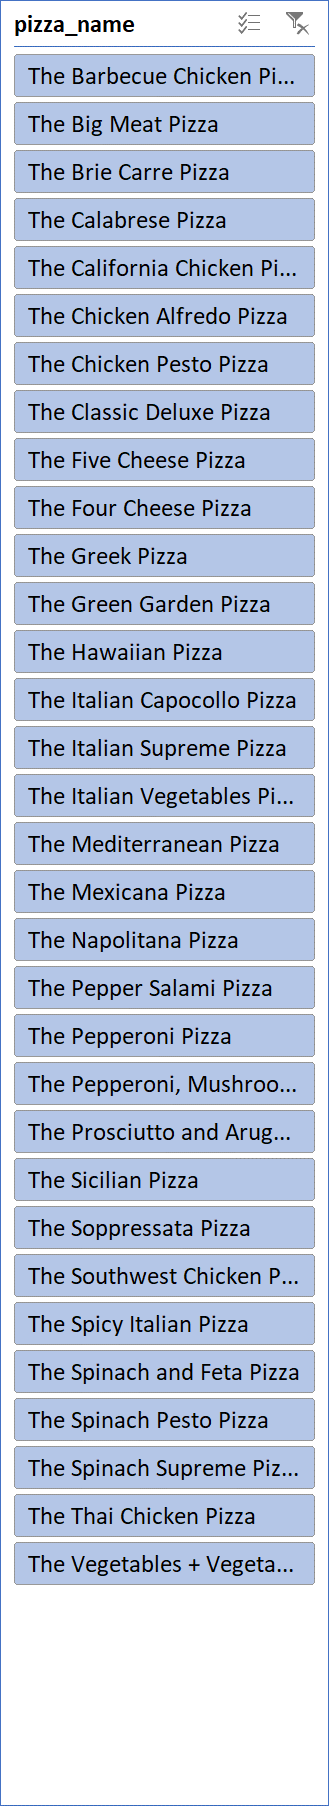 pizza_name
The Barbecue Chicken Pi...
The Big Meat Pizza
The Brie Carre Pizza
The Calabrese Pizza
The California Chicken Pi...
The Chicken Alfredo Pizza
The Chicken Pesto Pizza
The Classic Deluxe Pizza
The Five Cheese Pizza
The Four Cheese Pizza
The Greek Pizza
The Green Garden Pizza
The Hawaiian Pizza
The Italian Capocollo Pizza
The Italian Supreme Pizza
The Italian Vegetables Pi...
The Mediterranean Pizza
The Mexicana Pizza
The Napolitana Pizza
The Pepper Salami Pizza
The Pepperoni Pizza
The Pepperoni, Mushroo...
The Prosciutto and Arug...
The Sicilian Pizza
The Soppressata Pizza
The Southwest Chicken P...
The Spicy Italian Pizza
The Spinach and Feta Pizza
The Spinach Pesto Pizza
The Spinach Supreme Piz...
The Thai Chicken Pizza
The Vegetables + Vegeta...